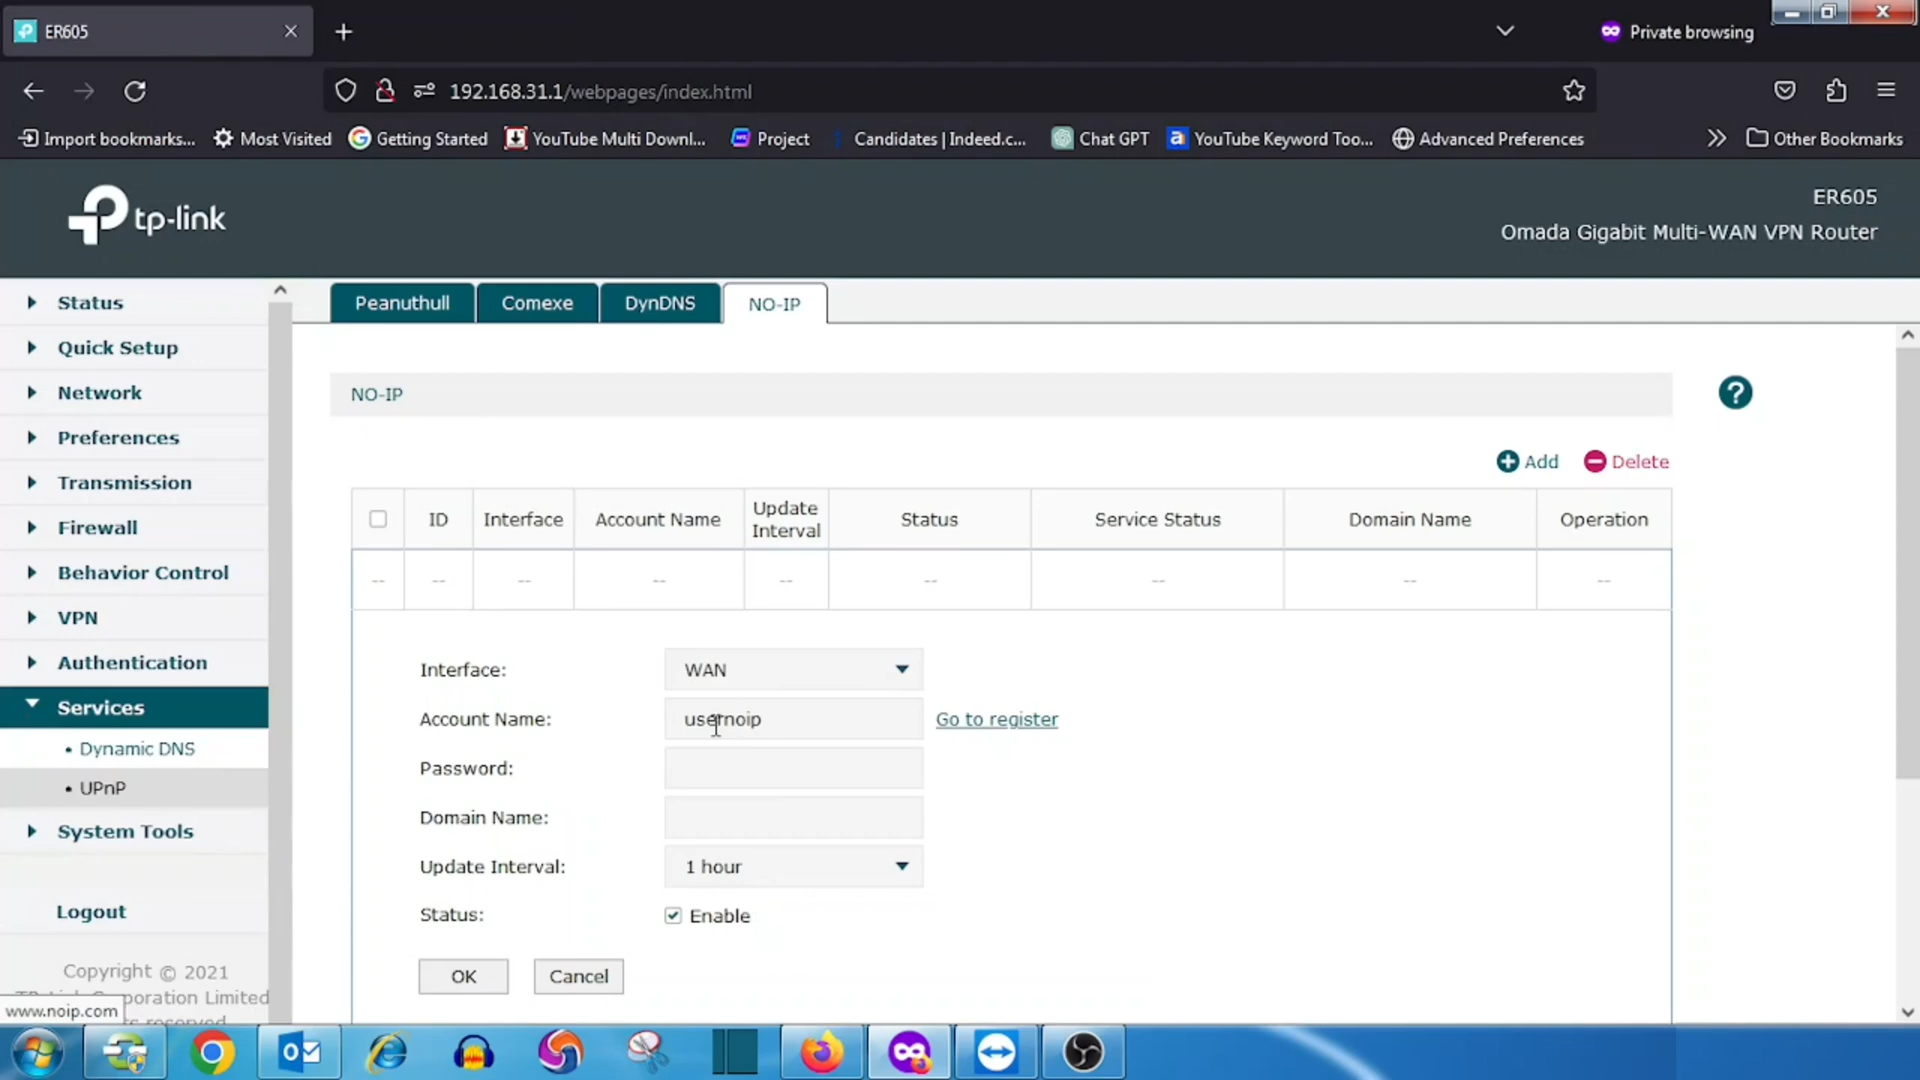 ER605
Private browsing
192.168.31.1/webpages/index.html
Import bookmarks... Most Visited Getting Started YouTube Multi Downl... Project Candidates | Indeed.c... Chat GPT YouTube Keyword Too... Advanced Preferences Other Bookmarks
tp-link
ER605
Omada Gigabit Multi-WAN VPN Router
Status
Quick Setup
Network
Preferences
Transmission
Firewall
Behavior Control
VPN
Authentication
Services
Dynamic DNS
UPnP
System Tools
Logout
Copyright © 2021
Corporation Limited
www.noip.com
Peanuthull Comexe DynDNS NO-IP
NO-IP
?
Add Delete
ID Interface Account Name Update Interval Status Service Status Domain Name Operation
-- -- -- -- -- -- -- -- --
Interface: WAN
Account Name: usernoip Go to register
Password:
Domain Name:
Update Interval: 1 hour
Status: Enable
OK Cancel